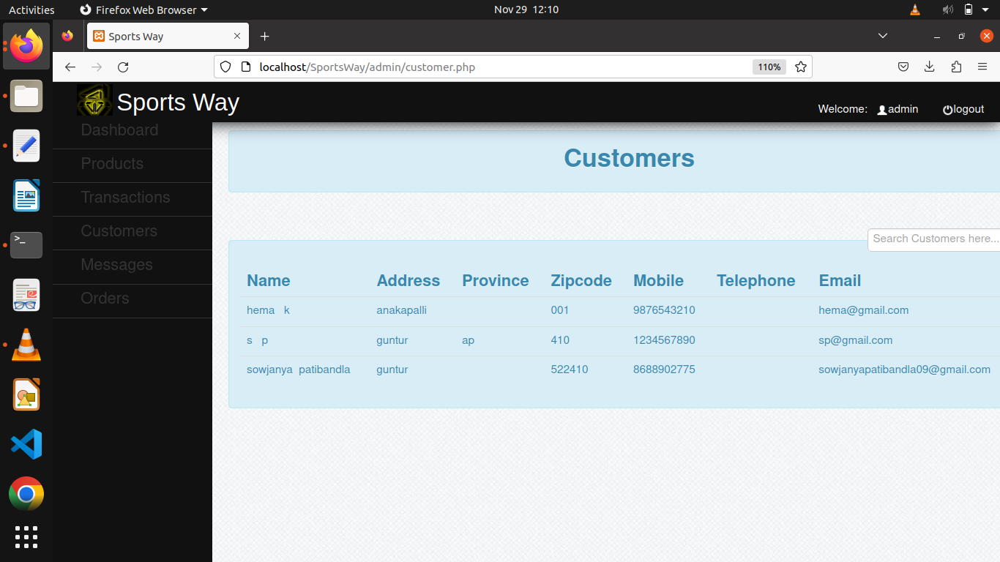 Activities Firefox Web Browser Nov 29 12:10
Sports Way
localhost/SportsWay/admin/customer.php 110%
Sports Way
Welcome: admin logout
Dashboard
Products
Transactions
Customers
Messages
Orders
Customers
Search Customers here...
Name Address Province Zipcode Mobile Telephone Email
hema k anakapalli 001 9876543210 hema@gmail.com
s p guntur ap 410 1234567890 sp@gmail.com
sowjanya patibandla guntur 522410 8688902775 sowjanyapatibandla09@gmail.com